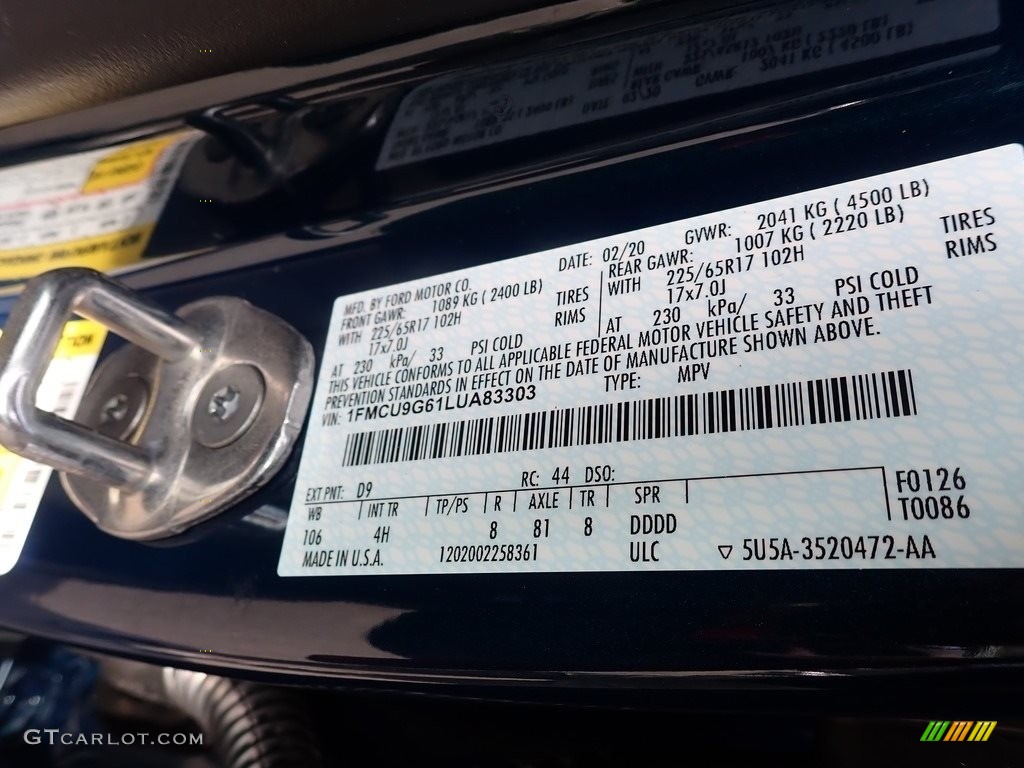 MFD. BY FORD MOTOR CO. DATE: 02/20 GVWR: 2041 KG ( 4500 LB)
FRONT GAWR: 1089 KG ( 2400 LB) REAR GAWR: 1007 KG ( 2220 LB)
WITH 225/65R17 102H TIRES WITH 225/65R17 102H TIRES
17x7.0J RIMS 17x7.0J RIMS
AT 230 kPa/ 33 PSI COLD AT 230 kPa/ 33 PSI COLD
THIS VEHICLE CONFORMS TO ALL APPLICABLE FEDERAL MOTOR VEHICLE SAFETY AND THEFT
PREVENTION STANDARDS IN EFFECT ON THE DATE OF MANUFACTURE SHOWN ABOVE.
VIN: 1FMCU9G61LUA83303 TYPE: MPV
EXT PNT: D9 RC: 44 DSO: F0126
WB INT TR TP/PS R AXLE TR SPR T0086
106 4H 8 81 8 DDDD
MADE IN U.S.A. 1202002258361 ULC ▽ 5U5A-3520472-AA
GTCARLOT.COM